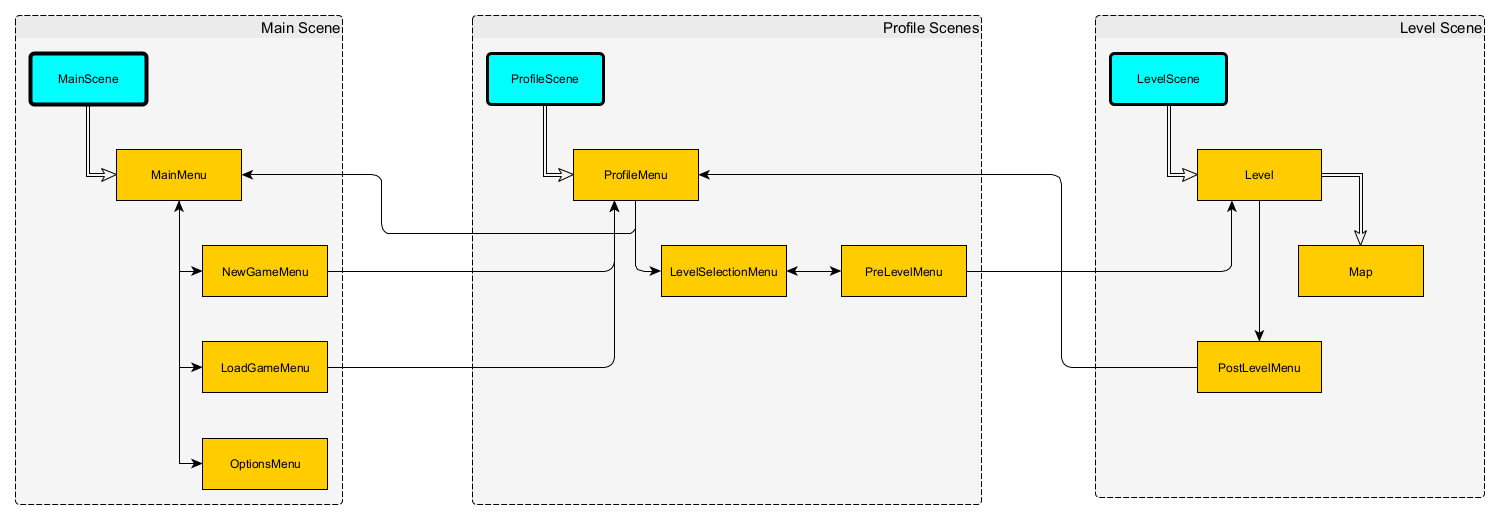 Main Scene
MainScene
MainMenu
NewGameMenu
LoadGameMenu
OptionsMenu
Profile Scenes
ProfileScene
ProfileMenu
LevelSelectionMenu
PreLevelMenu
Level Scene
LevelScene
Level
Map
PostLevelMenu